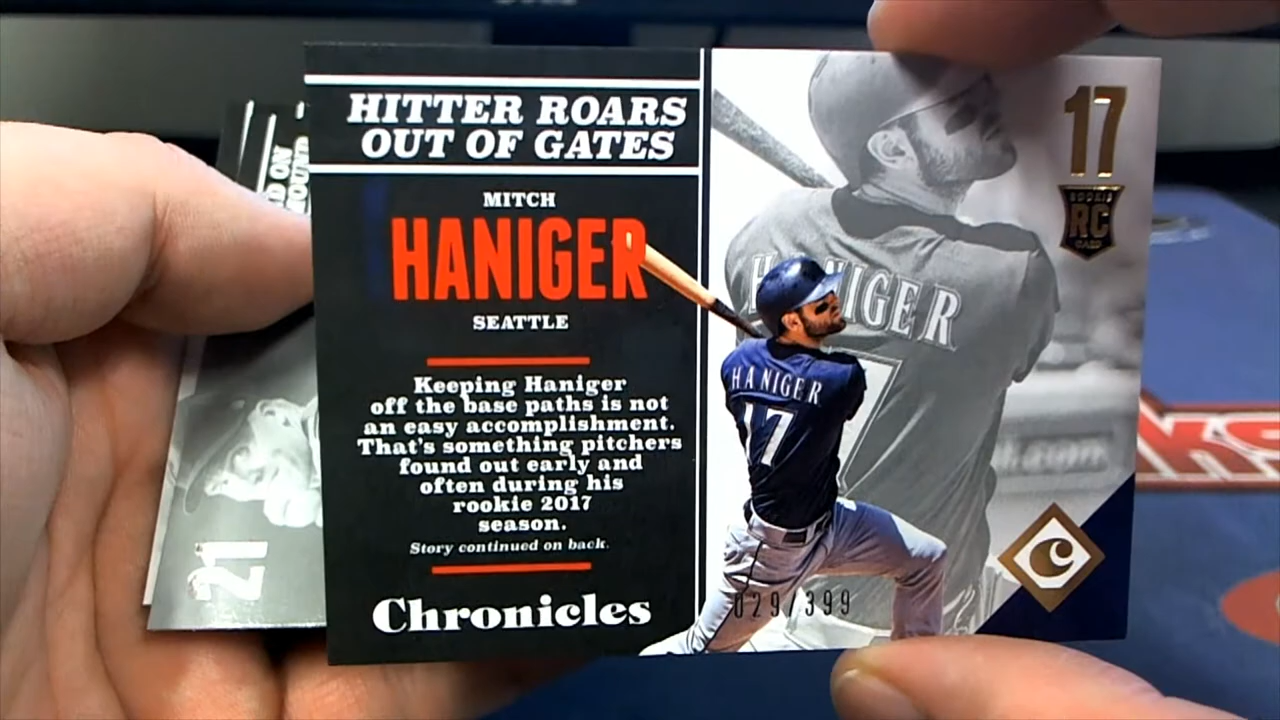 HITTER ROARS
OUT OF GATES
MITCH
HANIGER
SEATTLE
Keeping Haniger
off the base paths is not
an easy accomplishment.
That's something pitchers
found out early and
often during his
rookie 2017
season.
Story continued on back.
Chronicles
17
ROOKIE
RC
CARD
HANIGER
HANIGER
17
C
029/399
21